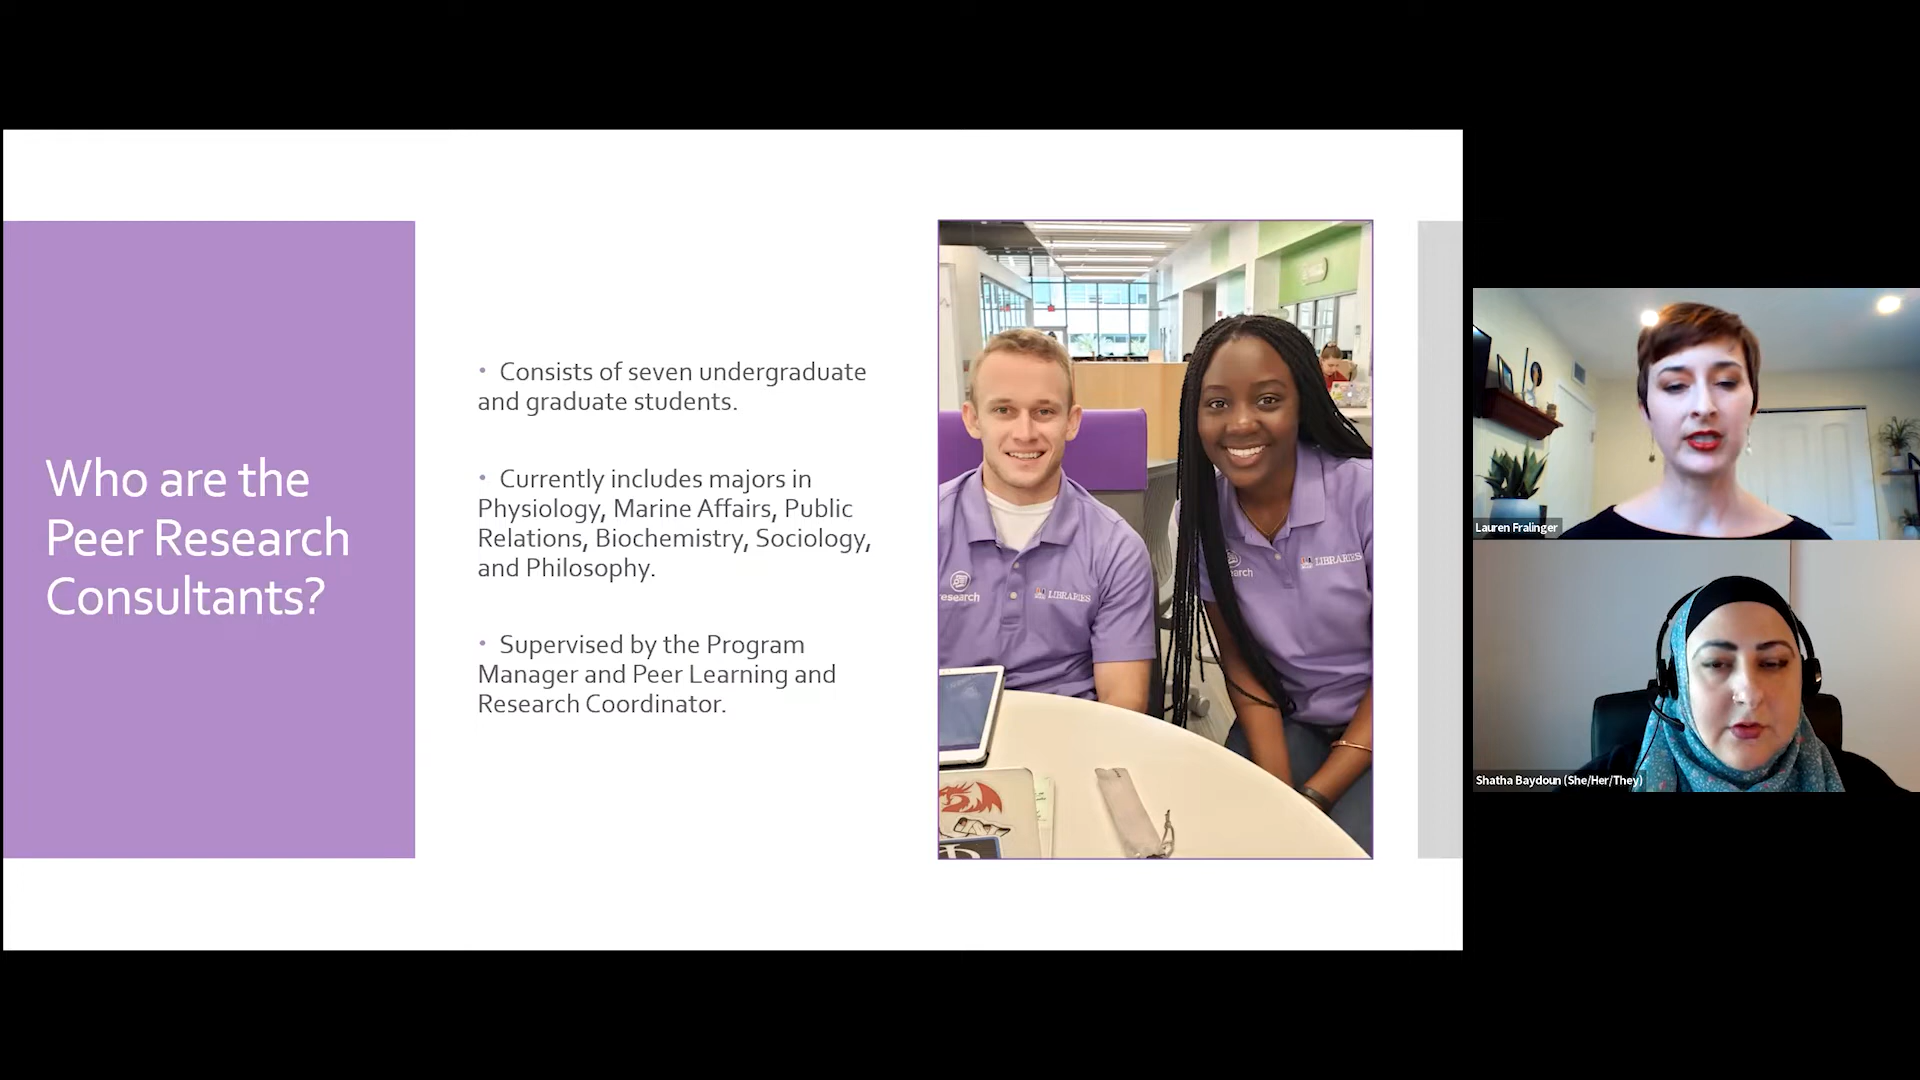 Who are the
Peer Research
Consultants?
• Consists of seven undergraduate
and graduate students.
• Currently includes majors in
Physiology, Marine Affairs, Public
Relations, Biochemistry, Sociology,
and Philosophy.
• Supervised by the Program
Manager and Peer Learning and
Research Coordinator.
esearch
LIBRARIES
earch
LIBRARIES
Lauren Fralinger
Shatha Baydoun (She/Her/They)